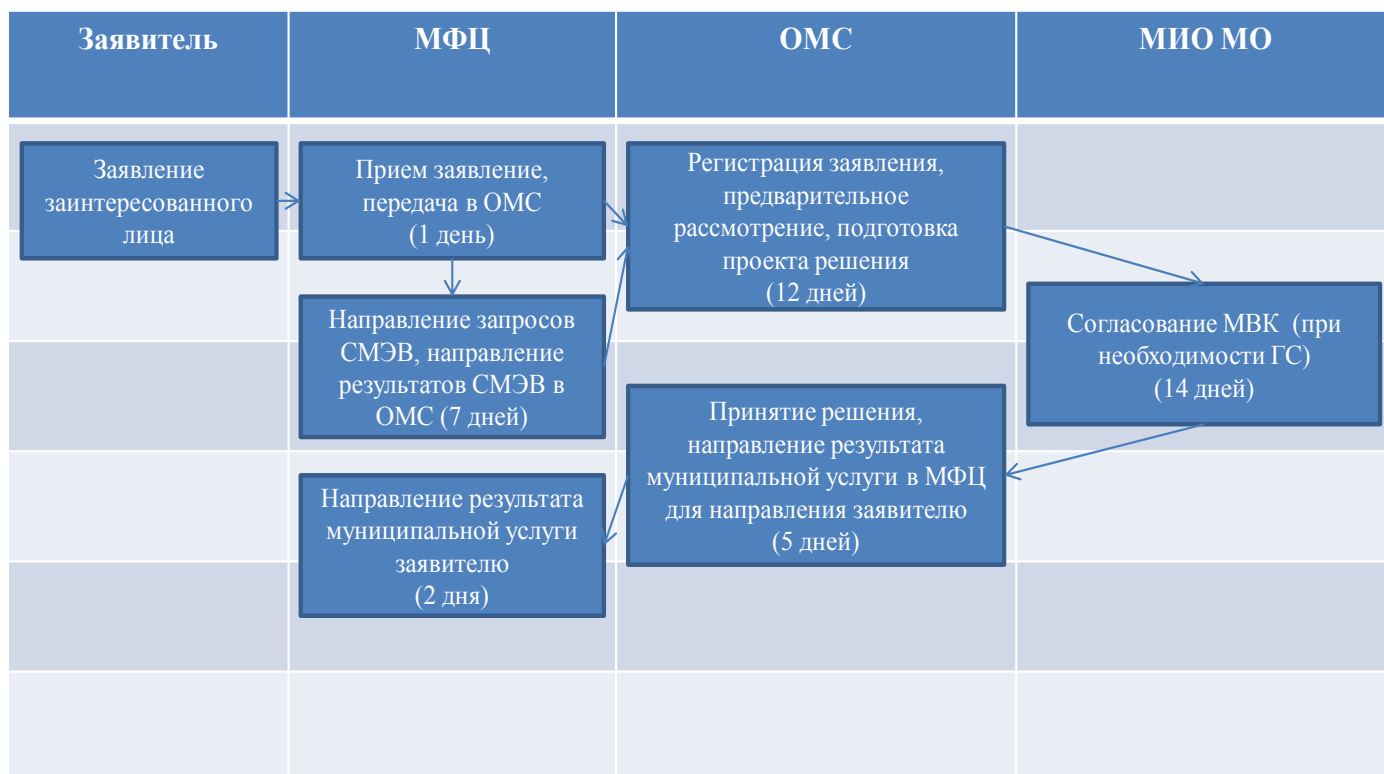 Заявитель
МФЦ
ОМС
МИО МО
Заявление
заинтересованного
лица
Прием заявление,
передача в ОМС
(1 день)
Регистрация заявления,
предварительное
рассмотрение, подготовка
проекта решения
(12 дней)
Направление запросов
СМЭВ, направление
результатов СМЭВ в
ОМС (7 дней)
Согласование МВК (при
необходимости ГС)
(14 дней)
Принятие решения,
направление результата
муниципальной услуги в МФЦ
для направления заявителю
(5 дней)
Направление результата
муниципальной услуги
заявителю
(2 дня)